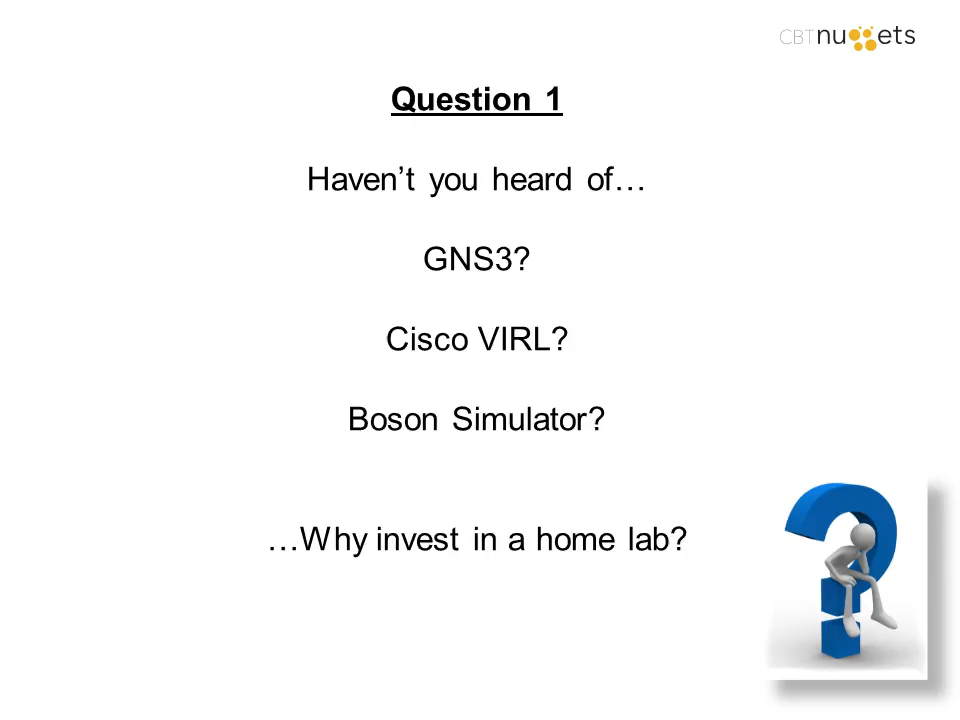 CBTnuggets
Question 1
Haven’t you heard of…
GNS3?
Cisco VIRL?
Boson Simulator?
…Why invest in a home lab?